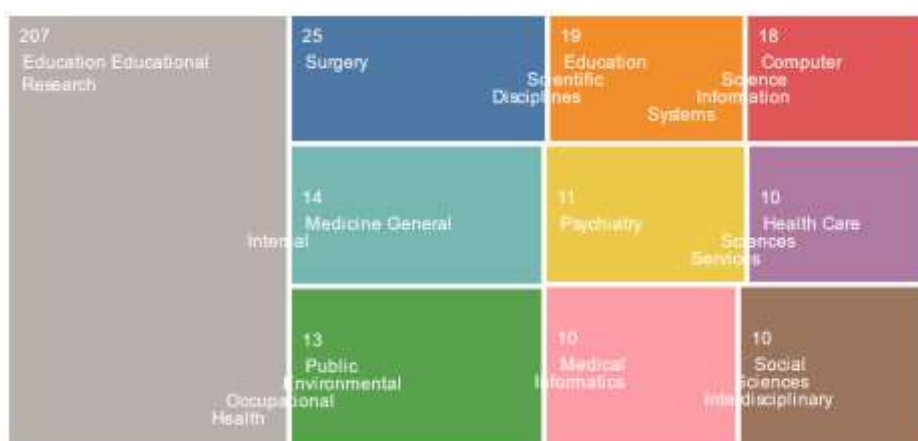 207
Education Educational
Research
25
Surgery
19
Education
Scientific
Disciplines
18
Computer
Science
Information
Systems
14
Medicine General
Internal
11
Psychiatry
10
Health Care
Sciences
Services
13
Public
Environmental
Occupational
Health
10
Medical
Informatics
10
Social
Sciences
Interdisciplinary